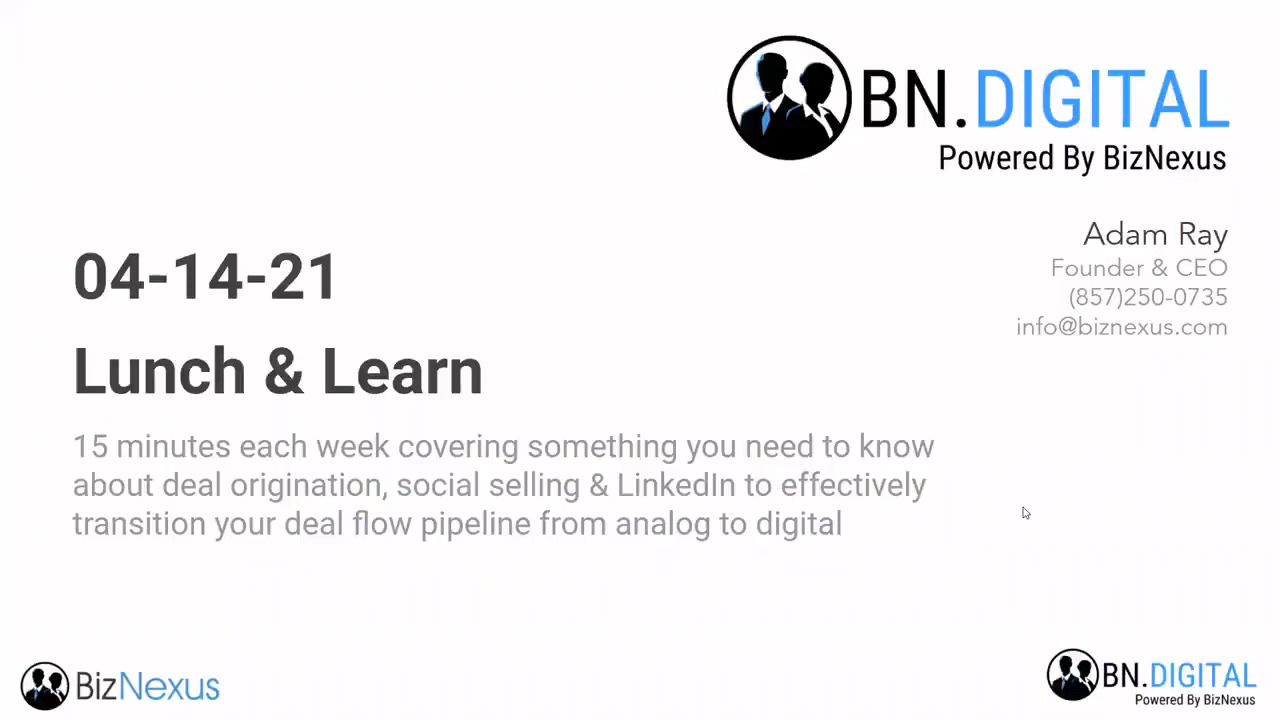 BN.DIGITAL
Powered By BizNexus
Adam Ray
Founder & CEO
(857)250-0735
info@biznexus.com
04-14-21
Lunch & Learn
15 minutes each week covering something you need to know
about deal origination, social selling & LinkedIn to effectively
transition your deal flow pipeline from analog to digital
BizNexus
BN.DIGITAL
Powered By BizNexus